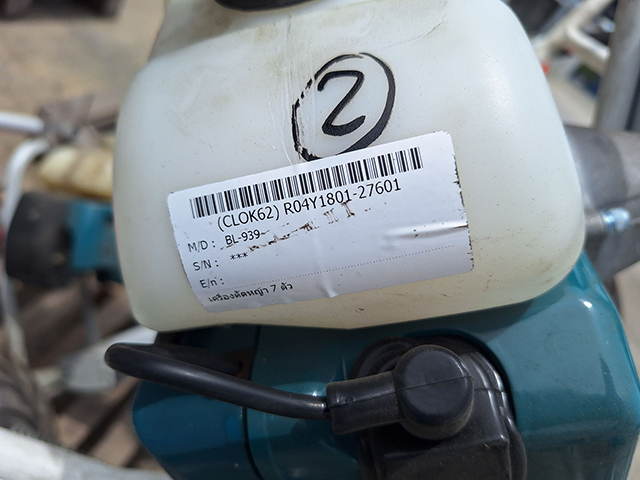 2
(CLOK62) R04Y1801-27601
M/D : BL-939-
S/N : ***
E/n :
เครื่องตัดหญ้า 7 ตัว